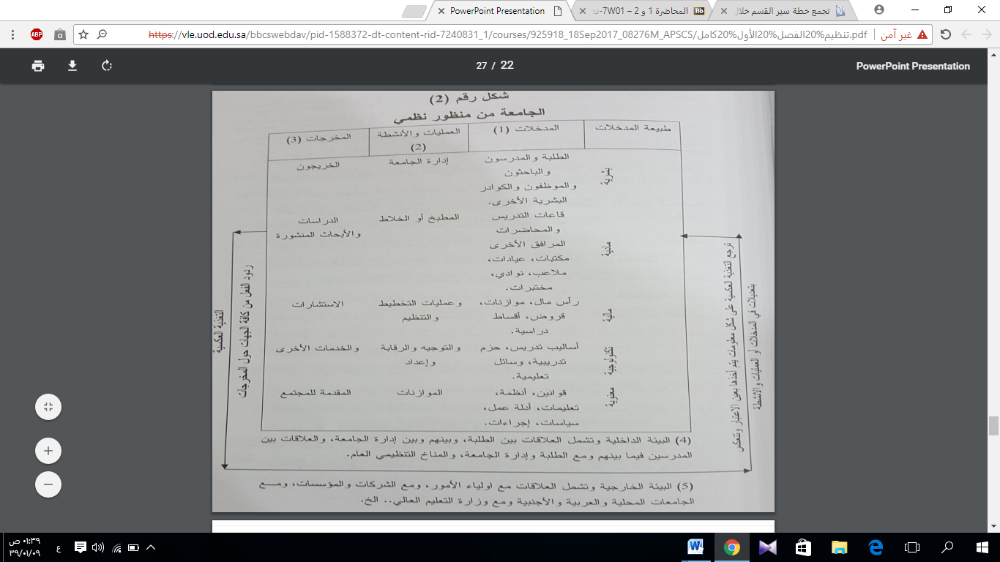 تجمع خطة سير القسم خلال
المحاضرة 1 و 2 – 7W01-
PowerPoint Presentation
غير آمن
https://vle.uod.edu.sa/bbcswebdav/pid-1588372-dt-content-rid-7240831_1/courses/925918_18Sep2017_08276M_APSCS/تنظيم%20الفصل%20الأول%20كامل.pdf
ABP
PowerPoint Presentation
27 / 22
شكل رقم (2)
الجامعة من منظور نظمي
طبيعة المدخلات
المدخلات (1)
العمليات والأنشطة
(2)
المخرجات (3)
بشرية
الطلبة والمدرسون
والباحثون
والموظفون والكوادر
البشرية الأخرى.
إدارة الجامعة
الخريجون
مادية
قاعات التدريس
والمحاضرات
المرافق الأخرى
مكتبات، عيادات،
ملاعب، نوادي،
مختبرات.
المطبخ أو الخلاط
الدراسات
والأبحاث المنشورة
مالية
رأس مال، موازنات،
قروض، أقساط
دراسية.
وعمليات التخطيط
والتنظيم
الاستشارات
تكنولوجية
أساليب تدريس، حزم
تدريبية، وسائل
تعليمية.
والتوجيه والرقابة
وإعداد
والخدمات الأخرى
معنوية
قوانين، أنظمة،
تعليمات، أدلة عمل،
سياسات، إجراءات.
الموازنات
المقدمة للمجتمع
ترجع التغذية العكسية على شكل معلومات يتم أخذها بعين الاعتبار وتنعكس
بتعديلات في المدخلات أو العمليات والانشطة
ردود الفعل من كافة الجهات حول المخرجات
التغذية العكسية
(4) البيئة الداخلية وتشمل العلاقات بين الطلبة، وبينهم وبين إدارة الجامعة، والعلاقات بين
المدرسين فيما بينهم ومع الطلبة وإدارة الجامعة، والمناخ التنظيمي العام.
(5) البيئة الخارجية وتشمل العلاقات مع اولياء الأمور، ومع الشركات والمؤسسات، ومع
الجامعات المحلية والعربية والأجنبية ومع وزارة التعليم العالي.. الخ.
٠١:٣٩ ص
٣٩/٠١/٠٩
ع